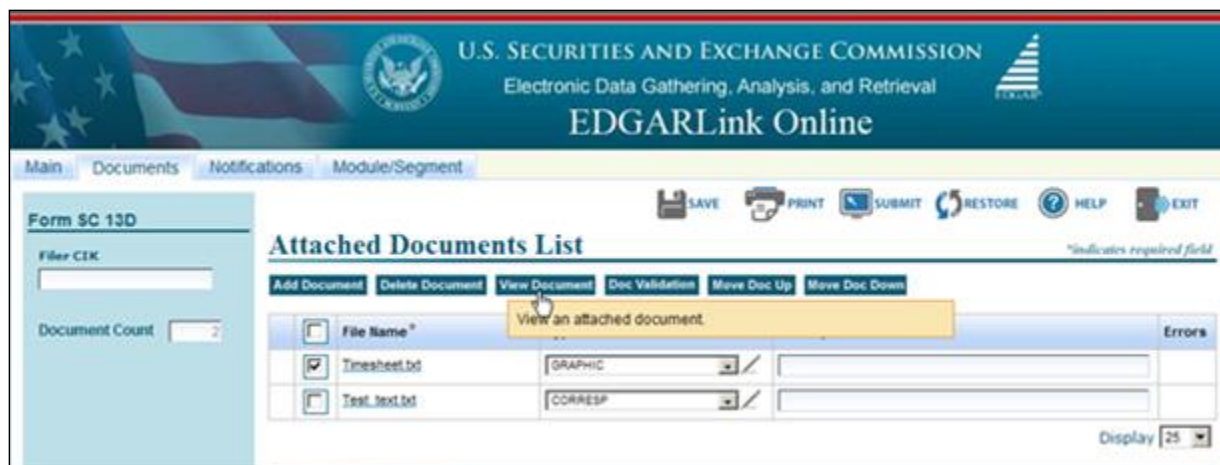 U.S. SECURITIES AND EXCHANGE COMMISSION
Electronic Data Gathering, Analysis, and Retrieval
EDGARLink Online
EDGAR
Main Documents Notifications Module/Segment
SAVE PRINT SUBMIT RESTORE HELP EXIT
Form SC 13D
Filer CIK
Document Count 2
Attached Documents List
*indicates required field
Add Document Delete Document View Document Doc Validation Move Doc Up Move Doc Down
View an attached document.
File Name* Errors
Timesheet.txt GRAPHIC
Test_text.txt CORRESP
Display 25